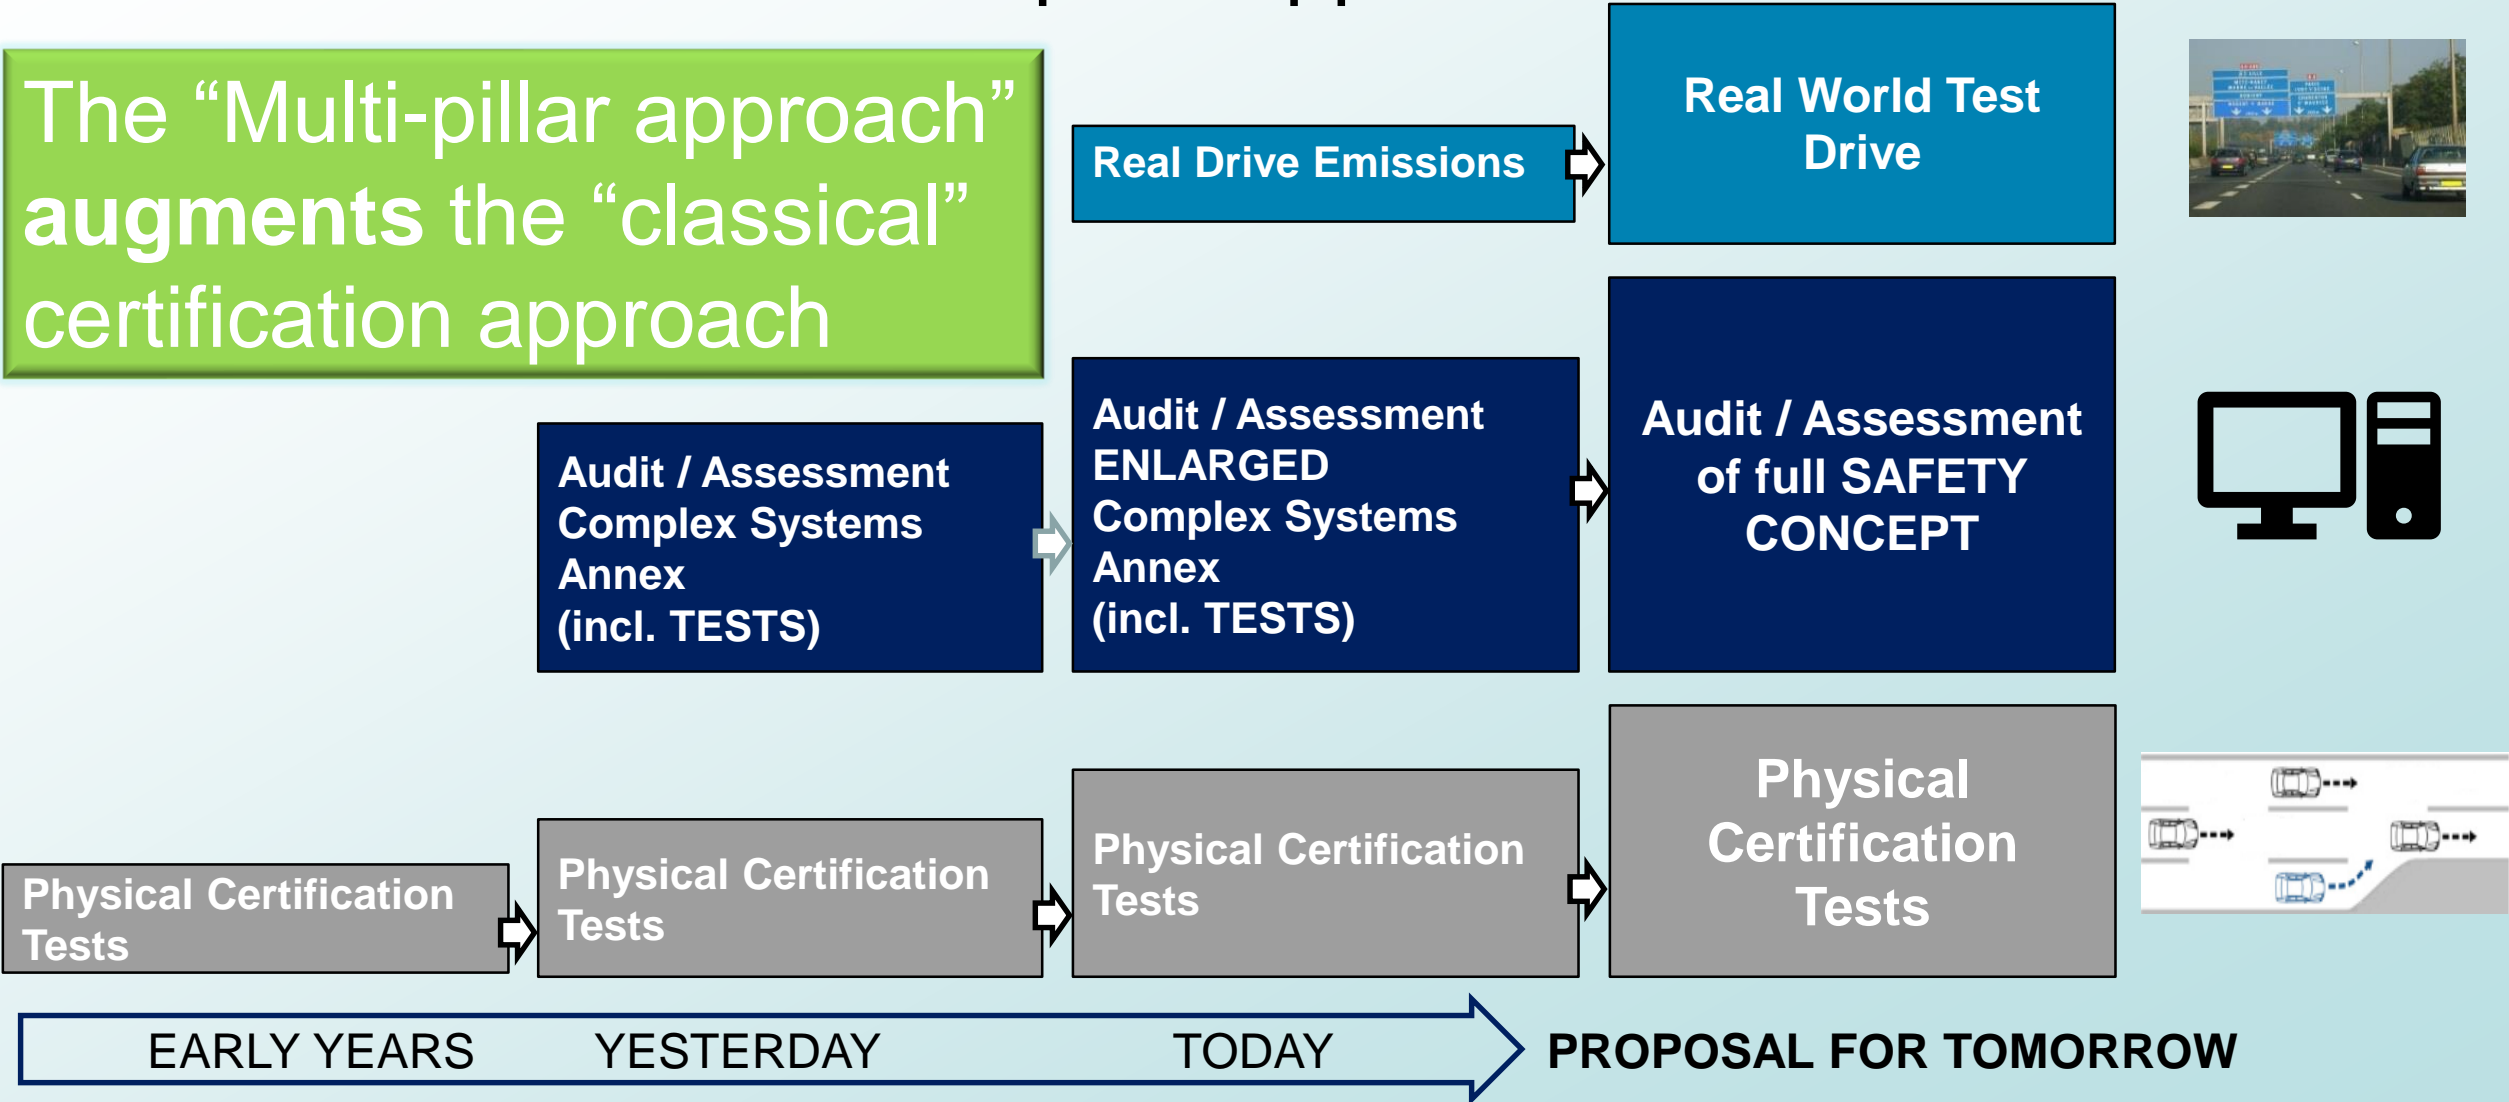 The “Multi-pillar approach”
augments the “classical”
certification approach
Real Drive Emissions
Real World Test
Drive
Audit / Assessment
Complex Systems
Annex
(incl. TESTS)
Audit / Assessment
ENLARGED
Complex Systems
Annex
(incl. TESTS)
Audit / Assessment
of full SAFETY
CONCEPT
Physical Certification
Tests
Physical Certification
Tests
Physical Certification
Tests
Physical
Certification
Tests
EARLY YEARS
YESTERDAY
TODAY
PROPOSAL FOR TOMORROW